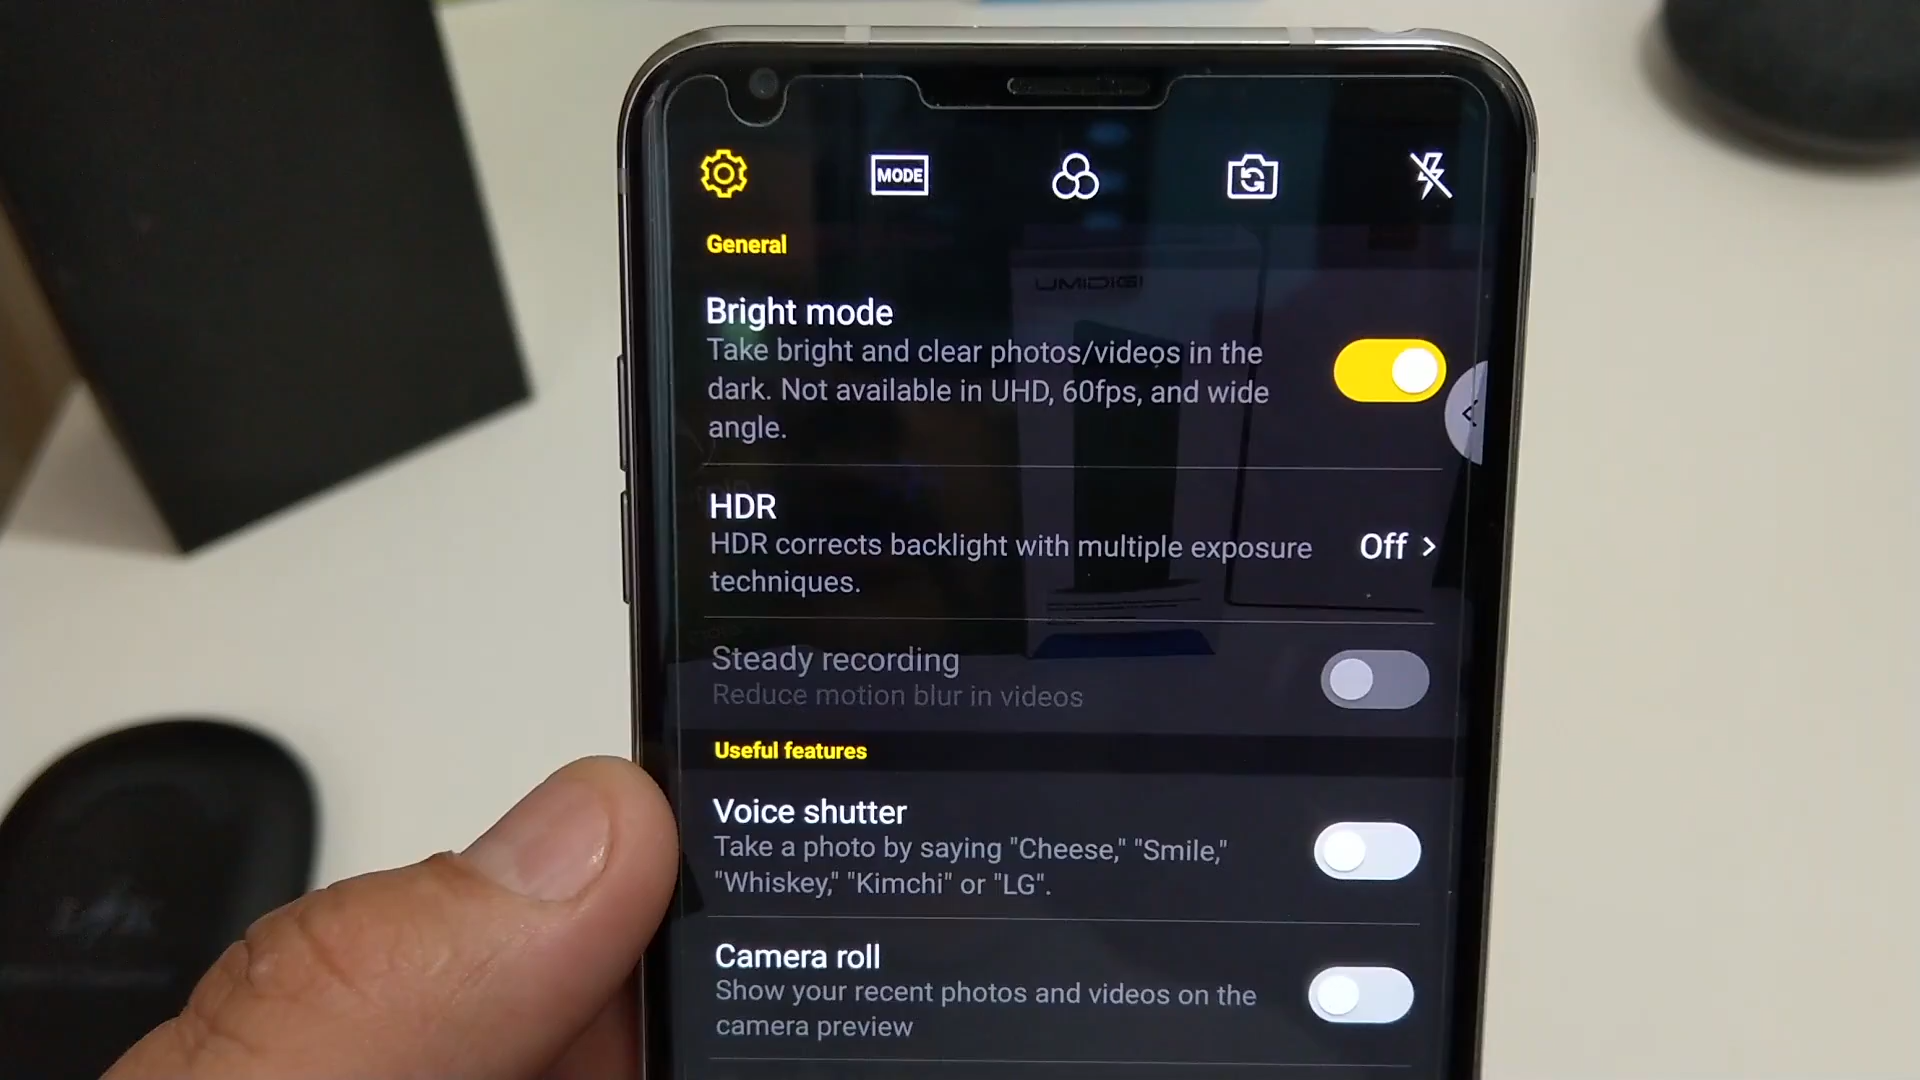 MODE
General
UMIDIGI
Bright mode
Take bright and clear photos/videos in the
dark. Not available in UHD, 60fps, and wide
angle.
HDR
HDR corrects backlight with multiple exposure
techniques.
Off >
Steady recording
Reduce motion blur in videos
Useful features
Voice shutter
Take a photo by saying "Cheese," "Smile,"
"Whiskey," "Kimchi" or "LG".
Camera roll
Show your recent photos and videos on the
camera preview